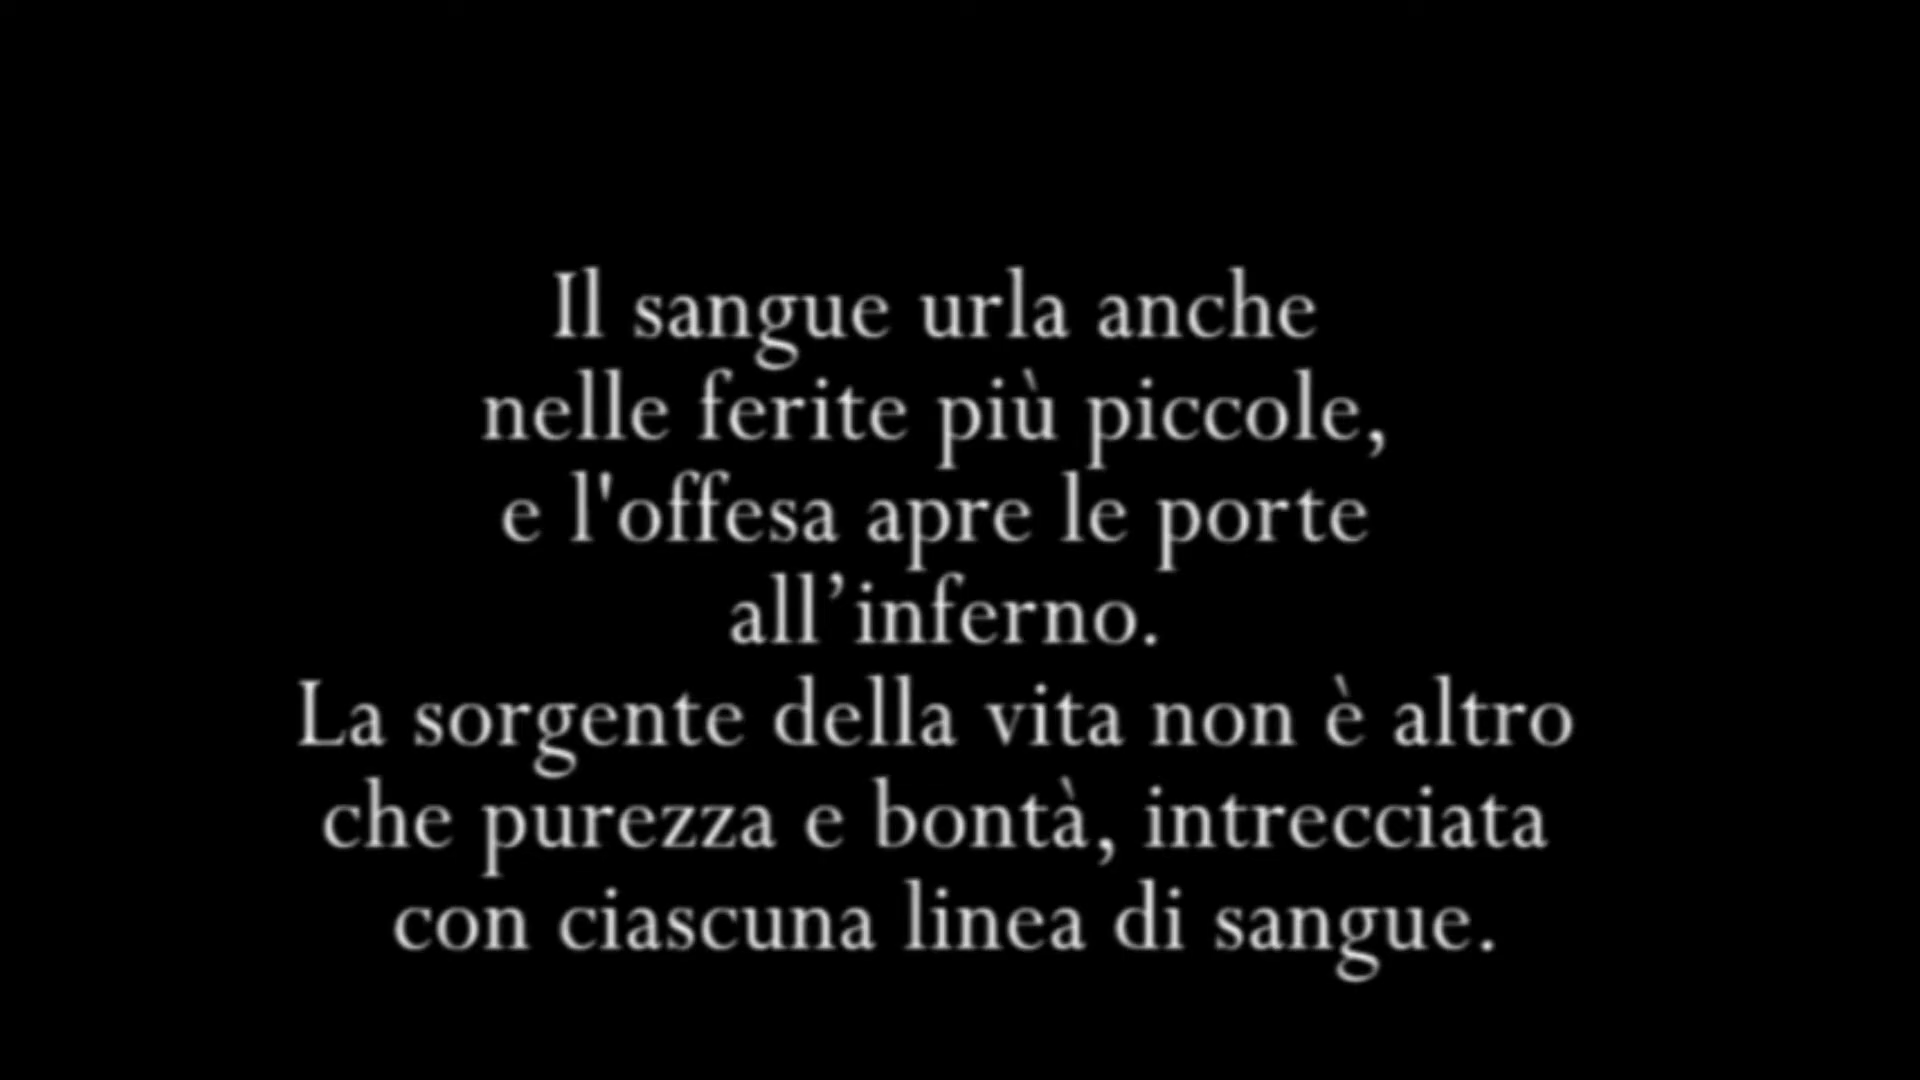 Il sangue urla anche
nelle ferite più piccole,
e l'offesa apre le porte
all’inferno.
La sorgente della vita non è altro
che purezza e bontà, intrecciata
con ciascuna linea di sangue.